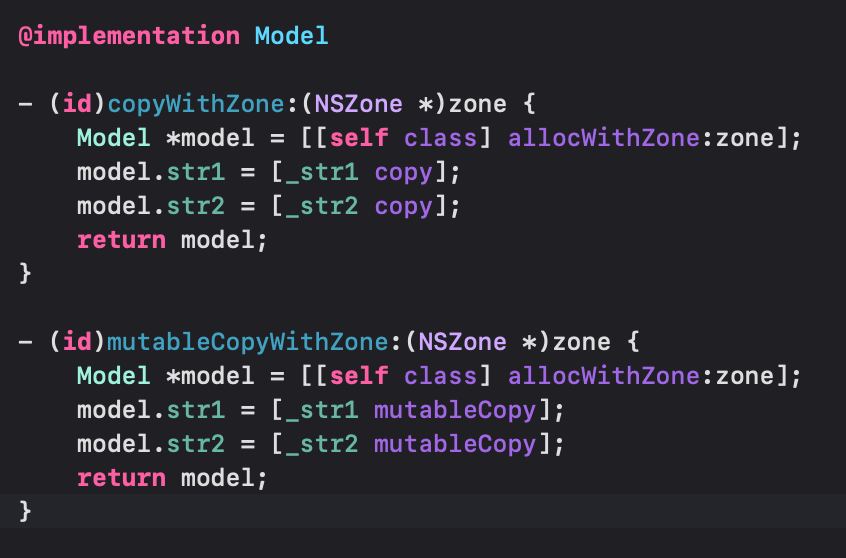 @implementation Model
- (id)copyWithZone:(NSZone *)zone {
Model *model = [[self class] allocWithZone:zone];
model.str1 = [_str1 copy];
model.str2 = [_str2 copy];
return model;
}
- (id)mutableCopyWithZone:(NSZone *)zone {
Model *model = [[self class] allocWithZone:zone];
model.str1 = [_str1 mutableCopy];
model.str2 = [_str2 mutableCopy];
return model;
}